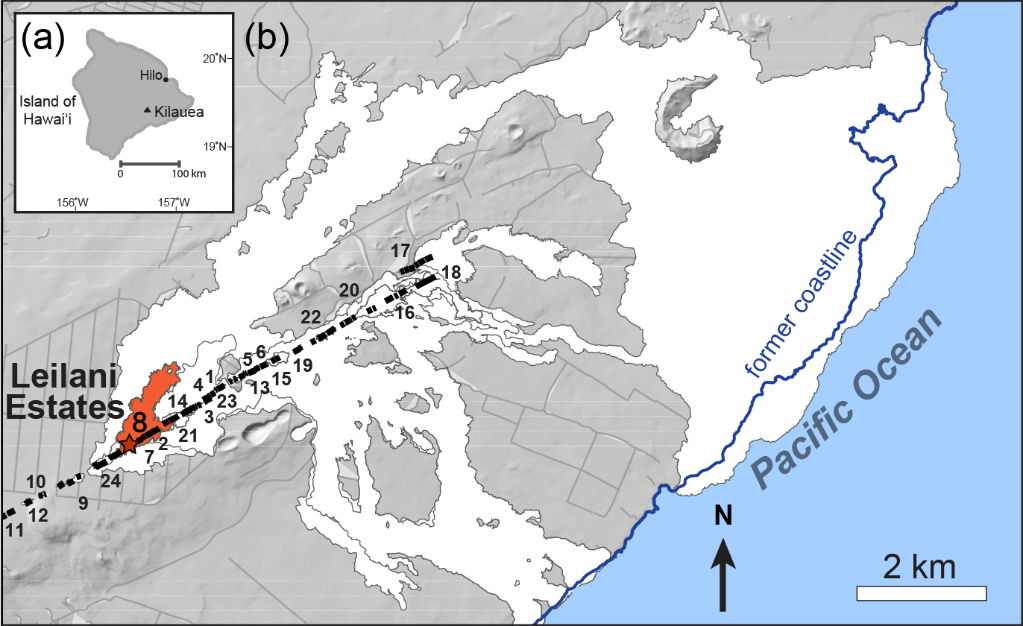 (a)
20°N
Hilo
Island of
Hawai‘i
Kilauea
19°N
0
100 km
156°W
157°W
(b)
17
18
20
16
22
6
5
19
1
4
15
13
14
23
3
Leilani
Estates
8
21
2
7
24
10
9
12
11
former coastline
Pacific Ocean
N
2 km